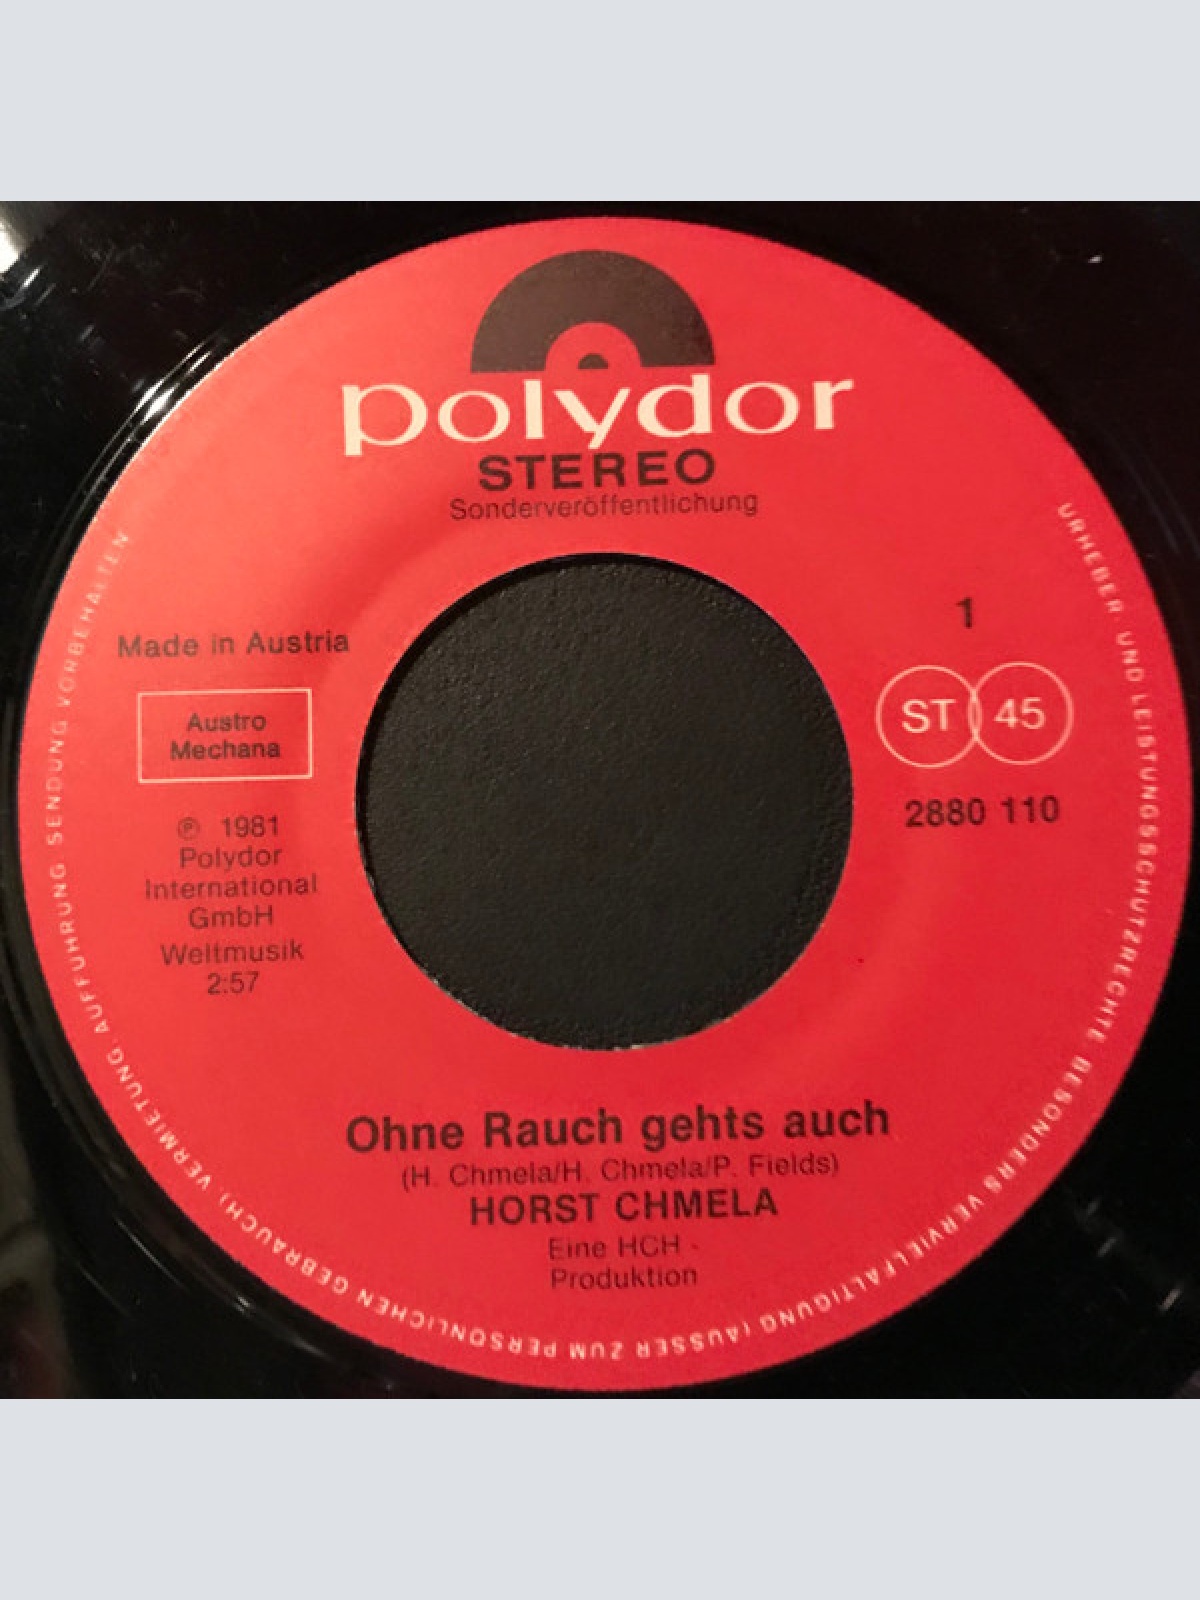 polydor
STEREO
Sonderveröffentlichung
Made in Austria
Austro
Mechana
℗ 1981
Polydor
International
GmbH
Weltmusik
2:57
1
ST 45
2880 110
Ohne Rauch gehts auch
(H. Chmela/H. Chmela/P. Fields)
HORST CHMELA
Eine HCH -
Produktion
URHEBER- UND LEISTUNGSSCHUTZRECHTE BESONDERS VERVIELFÄLTIGUNG (AUSSER ZUM PERSÖNLICHEN GEBRAUCH) VERMIETUNG AUFFÜHRUNG SENDUNG VORBEHALTEN